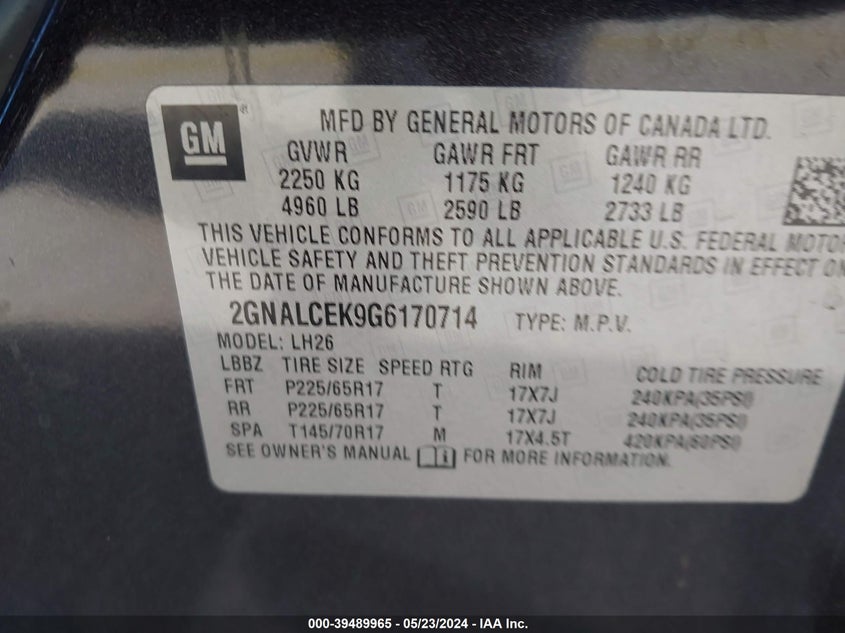 GM ®
MFD BY GENERAL MOTORS OF CANADA LTD.
GVWR GAWR FRT GAWR RR
2250 KG 1175 KG 1240 KG
4960 LB 2590 LB 2733 LB
THIS VEHICLE CONFORMS TO ALL APPLICABLE U.S. FEDERAL MOTOR
VEHICLE SAFETY AND THEFT PREVENTION STANDARDS IN EFFECT ON
THE DATE OF MANUFACTURE SHOWN ABOVE.
2GNALCEK9G6170714 TYPE: M.P.V.
MODEL: LH26
LBBZ TIRE SIZE SPEED RTG RIM COLD TIRE PRESSURE
FRT P225/65R17 T 17X7J 240KPA(35PSI)
RR P225/65R17 T 17X7J 240KPA(35PSI)
SPA T145/70R17 M 17X4.5T 420KPA(60PSI)
SEE OWNER'S MANUAL FOR MORE INFORMATION.
000-39489965 - 05/23/2024 - IAA Inc.